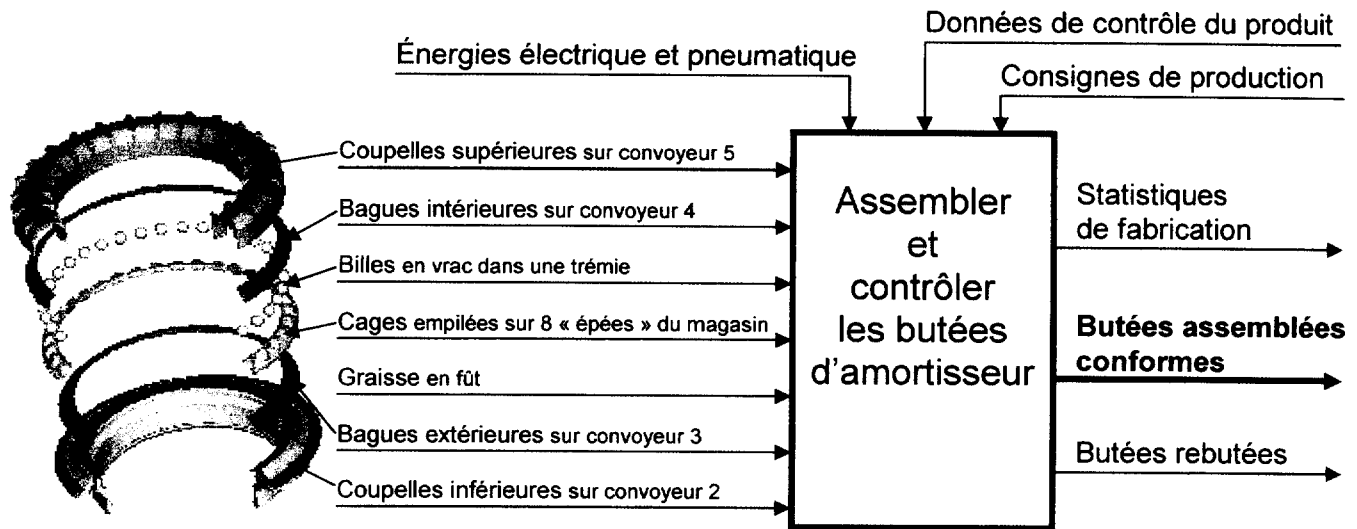 Données de contrôle du produit
Énergies électrique et pneumatique
Consignes de production
Coupelles supérieures sur convoyeur 5
Bagues intérieures sur convoyeur 4
Billes en vrac dans une trémie
Cages empilées sur 8 « épées » du magasin
Graisse en fût
Bagues extérieures sur convoyeur 3
Coupelles inférieures sur convoyeur 2
Assembler
et
contrôler
les butées
d'amortisseur
Statistiques
de fabrication
Butées assemblées
conformes
Butées rebutées